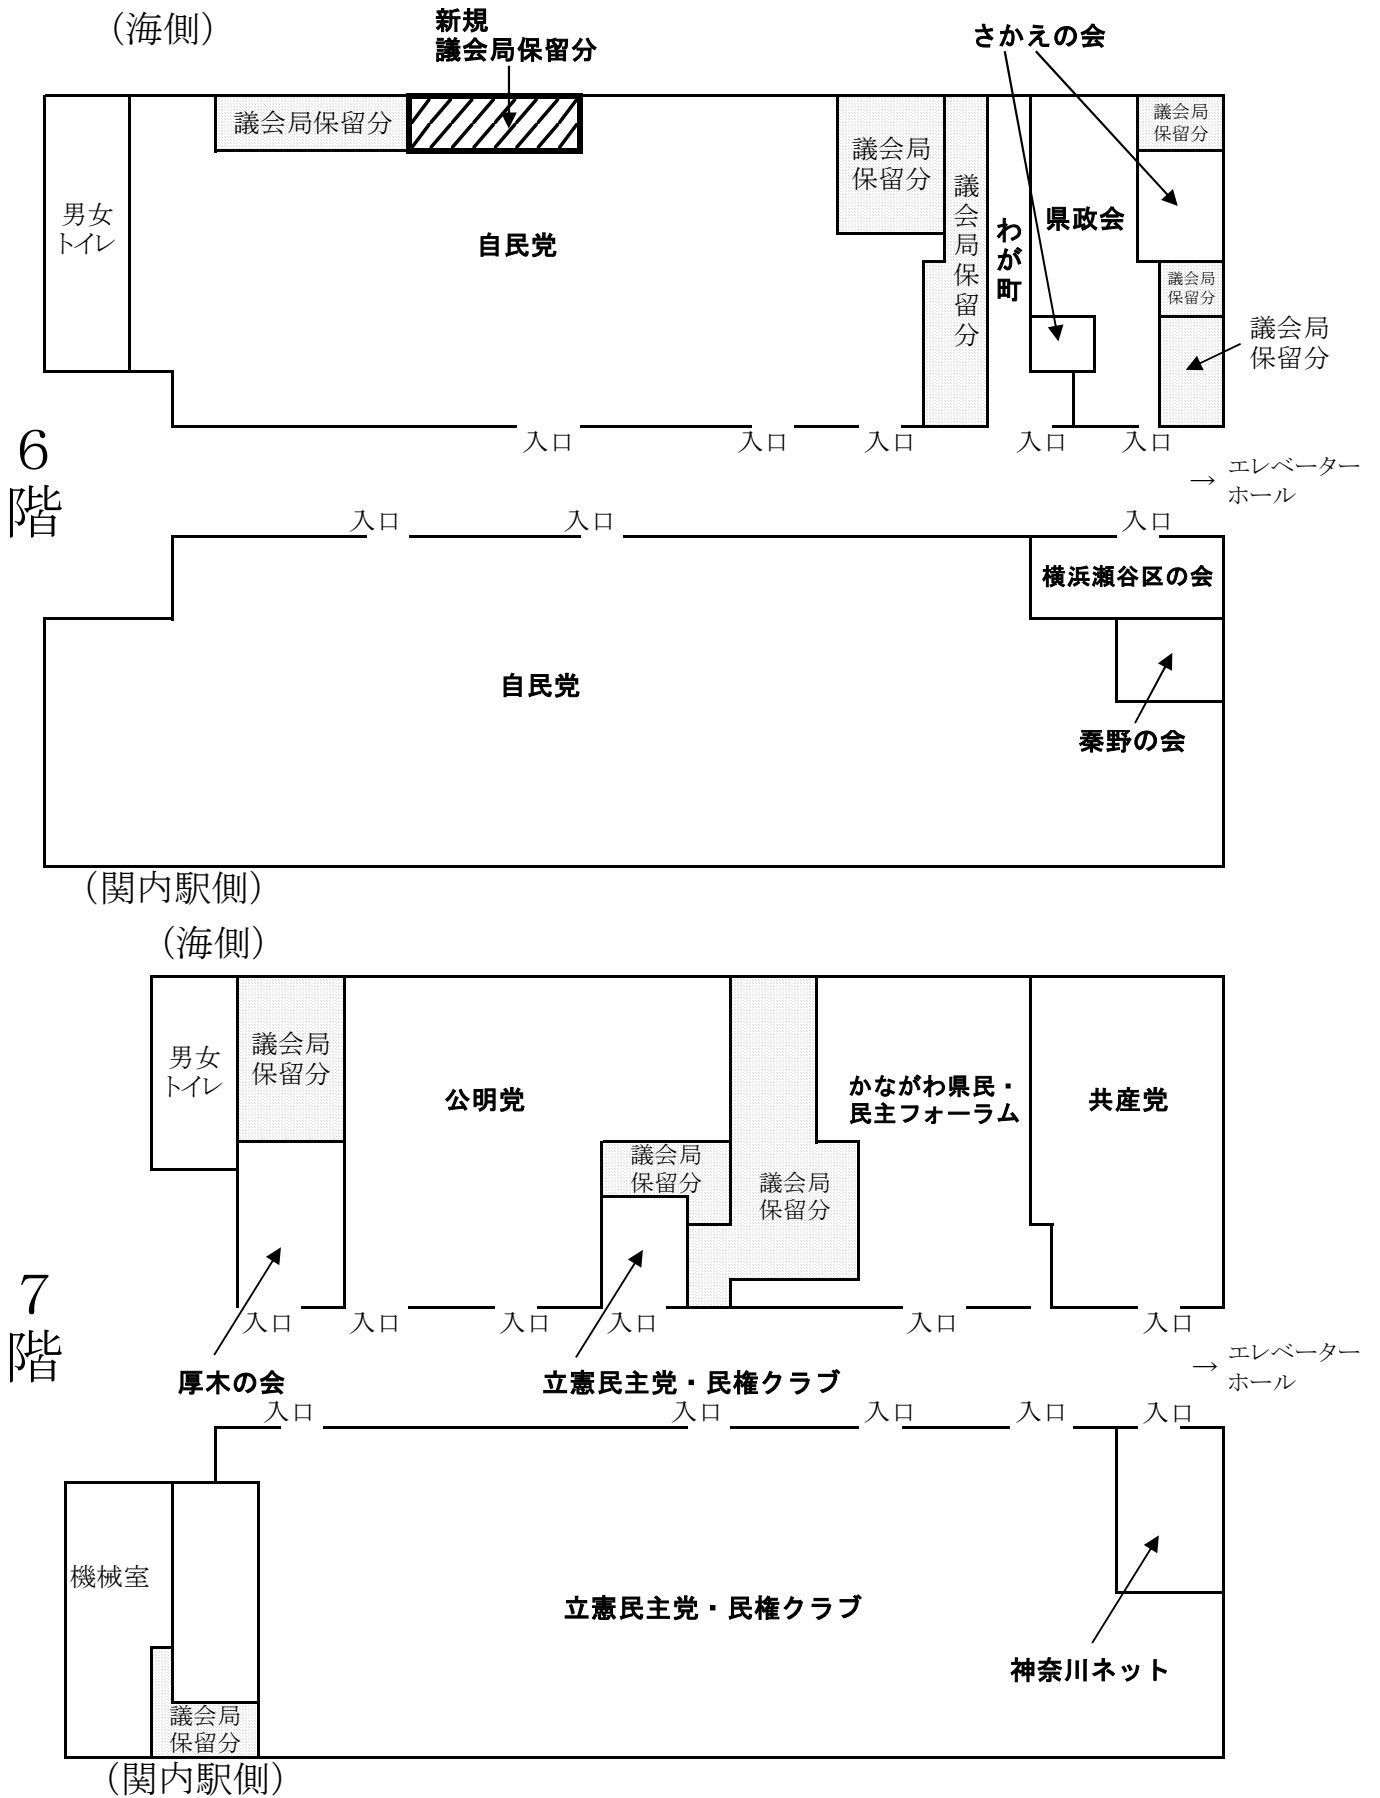 （海側）
新規
議会局保留分
さかえの会
議会局保留分
議会局
保留分
議会局保留分
わが町
県政会
議会局
保留分
男女
トイレ
自民党
議会局
保留分
議会局
保留分
入口
入口
入口
入口
入口
6
階
→ エレベーター
ホール
入口
入口
入口
横浜瀬谷区の会
自民党
秦野の会
（関内駅側）
（海側）
男女
トイレ
議会局
保留分
公明党
かながわ県民・
民主フォーラム
共産党
議会局
保留分
議会局
保留分
7
階
入口
入口
入口
入口
入口
入口
→ エレベーター
ホール
厚木の会
立憲民主党・民権クラブ
入口
入口
入口
入口
入口
機械室
立憲民主党・民権クラブ
神奈川ネット
議会局
保留分
（関内駅側）